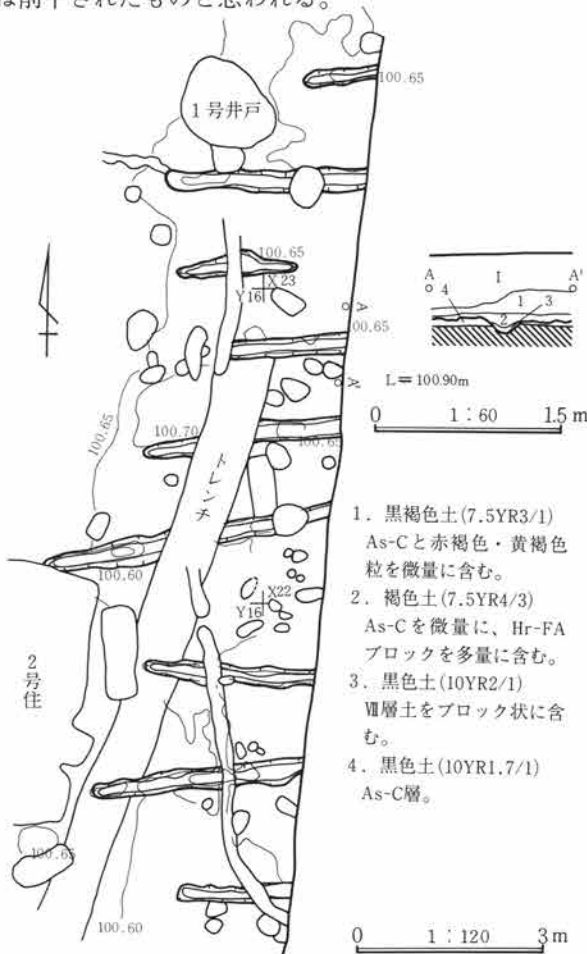 は削平されたものと思われる。
100.65
1号井戸
100.65
X23
Y16
A
100.65
A'
A
I
A'
4
1
3
2
L＝100.90m
0 1：60 1.5m
100.65
100.70
100.65
トレンチ
100.60
X22
Y16
2号住
1．黒褐色土(7.5YR3/1)
As-Cと赤褐色・黄褐色
粒を微量に含む。
2．褐色土(7.5YR4/3)
As-Cを微量に、Hr-FA
ブロックを多量に含む。
3．黒色土(10YR2/1)
Ⅶ層土をブロック状に含
む。
4．黒色土(10YR1.7/1)
As-C層。
100.65
100.60
0 1：120 3m